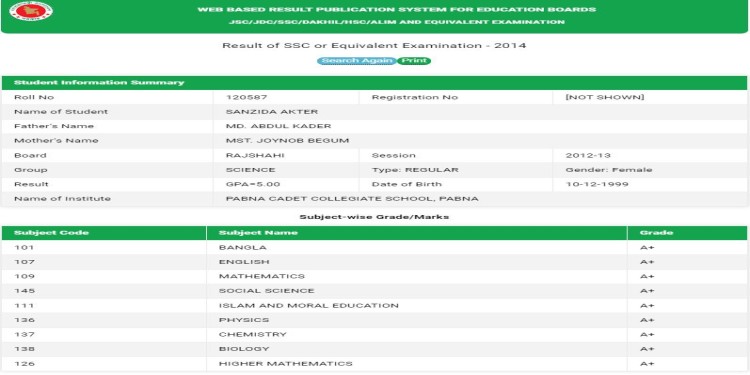 WEB BASED RESULT PUBLICATION SYSTEM FOR EDUCATION BOARDS
JSC/JDC/SSC/DAKHIL/HSC/ALIM AND EQUIVALENT EXAMINATION
Result of SSC or Equivalent Examination - 2014
Search Again Print
Student Information Summary
Roll No 120587 Registration No [NOT SHOWN]
Name of Student SANZIDA AKTER
Father's Name MD. ABDUL KADER
Mother's Name MST. JOYNOB BEGUM
Board RAJSHAHI Session 2012-13
Group SCIENCE Type: REGULAR Gender: Female
Result GPA=5.00 Date of Birth 10-12-1999
Name of Institute PABNA CADET COLLEGIATE SCHOOL, PABNA
Subject-wise Grade/Marks
Subject Code Subject Name Grade
101 BANGLA A+
107 ENGLISH A+
109 MATHEMATICS A+
145 SOCIAL SCIENCE A+
111 ISLAM AND MORAL EDUCATION A+
136 PHYSICS A+
137 CHEMISTRY A+
138 BIOLOGY A+
126 HIGHER MATHEMATICS A+